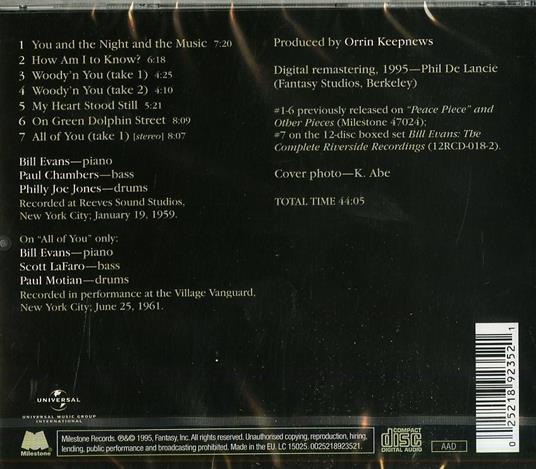 1 You and the Night and the Music 7:20
2 How Am I to Know? 6:18
3 Woody'n You (take 1) 4:25
4 Woody'n You (take 2) 4:10
5 My Heart Stood Still 5:21
6 On Green Dolphin Street 8:09
7 All of You (take 1) [stereo] 8:07
Bill Evans—piano
Paul Chambers—bass
Philly Joe Jones—drums
Recorded at Reeves Sound Studios,
New York City; January 19, 1959.
On "All of You" only:
Bill Evans—piano
Scott LaFaro—bass
Paul Motian—drums
Recorded in performance at the Village Vanguard,
New York City; June 25, 1961.
Produced by Orrin Keepnews
Digital remastering, 1995—Phil De Lancie
(Fantasy Studios, Berkeley)
#1-6 previously released on "Peace Piece" and
Other Pieces (Milestone 47024);
#7 on the 12-disc boxed set Bill Evans: The
Complete Riverside Recordings (12RCD-018-2).
Cover photo—K. Abe
TOTAL TIME 44:05
0 25218 92352 1
UNIVERSAL
UNIVERSAL MUSIC GROUP
INTERNATIONAL
Milestone
Milestone Records. ℗&© 1995, Fantasy, Inc. All rights reserved. Unauthorised copying, reproduction, hiring,
lending, public performance and broadcasting prohibited. Made in the EU. LC 15025. 0025218923521.
COMPACT
disc
DIGITAL AUDIO
AAD